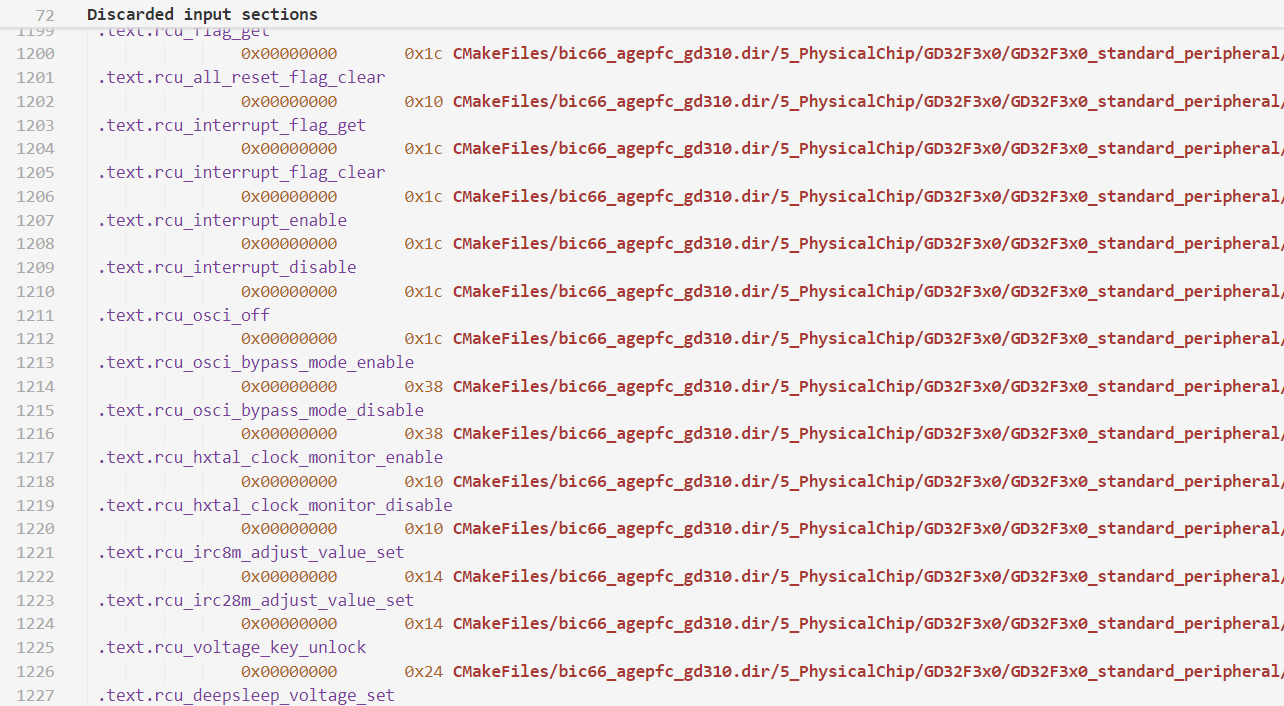 72 Discarded input sections
1199 .text.rcu_flag_get
1200 0x00000000 0x1c CMakeFiles/bic66_agepfc_gd310.dir/5_PhysicalChip/GD32F3x0/GD32F3x0_standard_peripheral/
1201 .text.rcu_all_reset_flag_clear
1202 0x00000000 0x10 CMakeFiles/bic66_agepfc_gd310.dir/5_PhysicalChip/GD32F3x0/GD32F3x0_standard_peripheral/
1203 .text.rcu_interrupt_flag_get
1204 0x00000000 0x1c CMakeFiles/bic66_agepfc_gd310.dir/5_PhysicalChip/GD32F3x0/GD32F3x0_standard_peripheral/
1205 .text.rcu_interrupt_flag_clear
1206 0x00000000 0x1c CMakeFiles/bic66_agepfc_gd310.dir/5_PhysicalChip/GD32F3x0/GD32F3x0_standard_peripheral/
1207 .text.rcu_interrupt_enable
1208 0x00000000 0x1c CMakeFiles/bic66_agepfc_gd310.dir/5_PhysicalChip/GD32F3x0/GD32F3x0_standard_peripheral/
1209 .text.rcu_interrupt_disable
1210 0x00000000 0x1c CMakeFiles/bic66_agepfc_gd310.dir/5_PhysicalChip/GD32F3x0/GD32F3x0_standard_peripheral/
1211 .text.rcu_osci_off
1212 0x00000000 0x1c CMakeFiles/bic66_agepfc_gd310.dir/5_PhysicalChip/GD32F3x0/GD32F3x0_standard_peripheral/
1213 .text.rcu_osci_bypass_mode_enable
1214 0x00000000 0x38 CMakeFiles/bic66_agepfc_gd310.dir/5_PhysicalChip/GD32F3x0/GD32F3x0_standard_peripheral/
1215 .text.rcu_osci_bypass_mode_disable
1216 0x00000000 0x38 CMakeFiles/bic66_agepfc_gd310.dir/5_PhysicalChip/GD32F3x0/GD32F3x0_standard_peripheral/
1217 .text.rcu_hxtal_clock_monitor_enable
1218 0x00000000 0x10 CMakeFiles/bic66_agepfc_gd310.dir/5_PhysicalChip/GD32F3x0/GD32F3x0_standard_peripheral/
1219 .text.rcu_hxtal_clock_monitor_disable
1220 0x00000000 0x10 CMakeFiles/bic66_agepfc_gd310.dir/5_PhysicalChip/GD32F3x0/GD32F3x0_standard_peripheral/
1221 .text.rcu_irc8m_adjust_value_set
1222 0x00000000 0x14 CMakeFiles/bic66_agepfc_gd310.dir/5_PhysicalChip/GD32F3x0/GD32F3x0_standard_peripheral/
1223 .text.rcu_irc28m_adjust_value_set
1224 0x00000000 0x14 CMakeFiles/bic66_agepfc_gd310.dir/5_PhysicalChip/GD32F3x0/GD32F3x0_standard_peripheral/
1225 .text.rcu_voltage_key_unlock
1226 0x00000000 0x24 CMakeFiles/bic66_agepfc_gd310.dir/5_PhysicalChip/GD32F3x0/GD32F3x0_standard_peripheral/
1227 .text.rcu_deepsleep_voltage_set